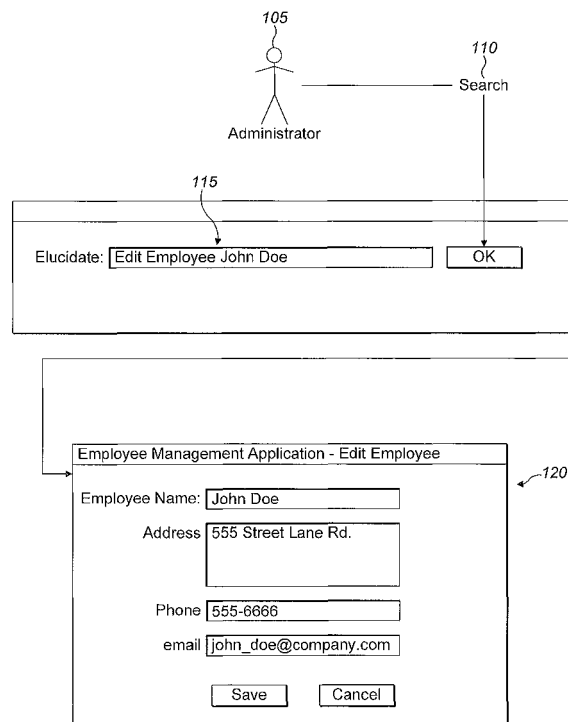 105
110
Search
Administrator
115
Elucidate: Edit Employee John Doe OK
Employee Management Application - Edit Employee
120
Employee Name: John Doe
Address 555 Street Lane Rd.
Phone 555-6666
email john_doe@company.com
Save Cancel